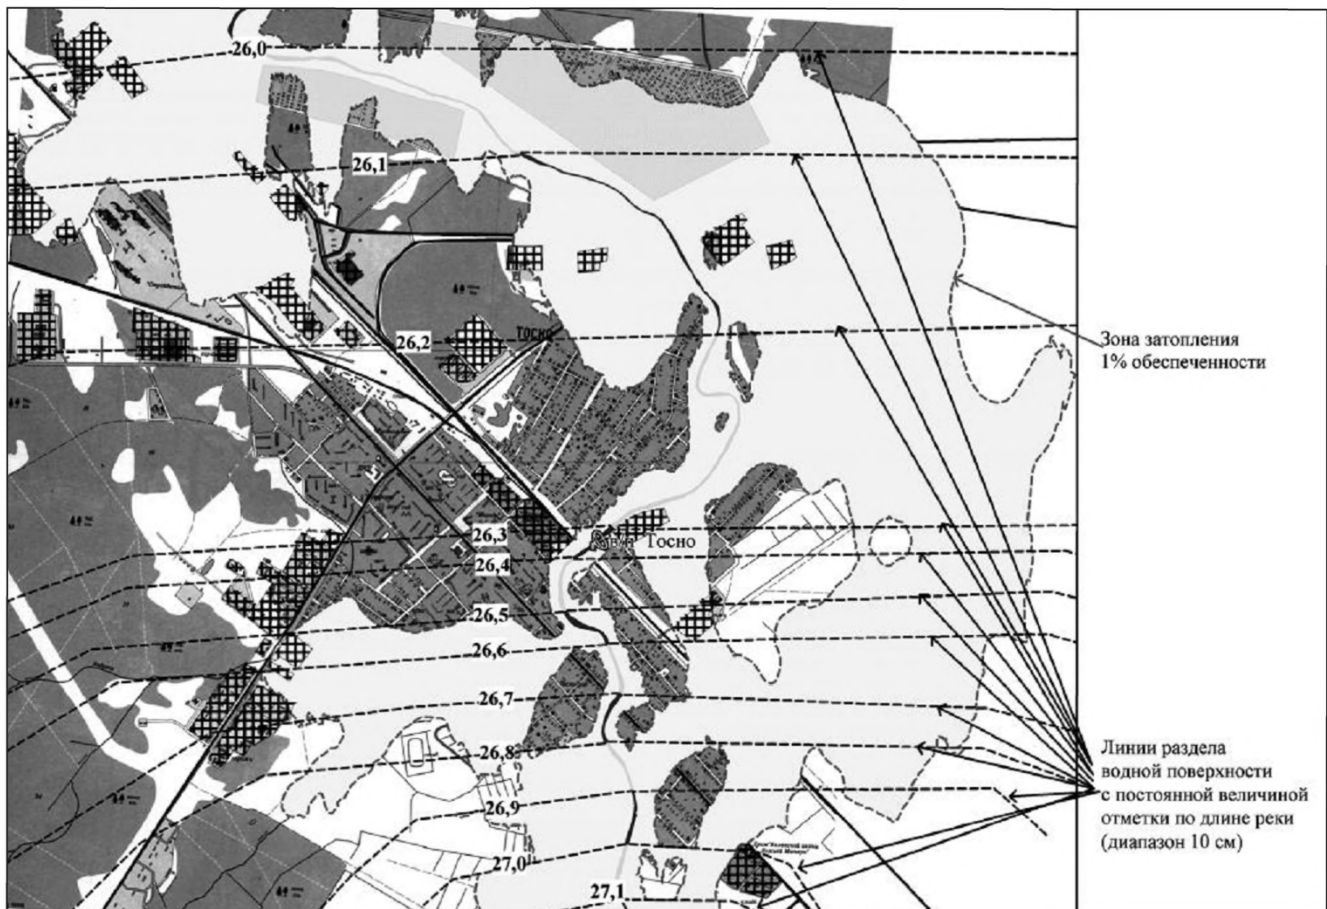 26,0
26,1
26,2
ТОСНО
Зона затопления
1% обеспеченности
26,3
Тосно
26,4
26,5
26,6
26,7
26,8
26,9
27,0
27,1
Линии раздела
водной поверхности
с постоянной величиной
отметки по длине реки
(диапазон 10 см)